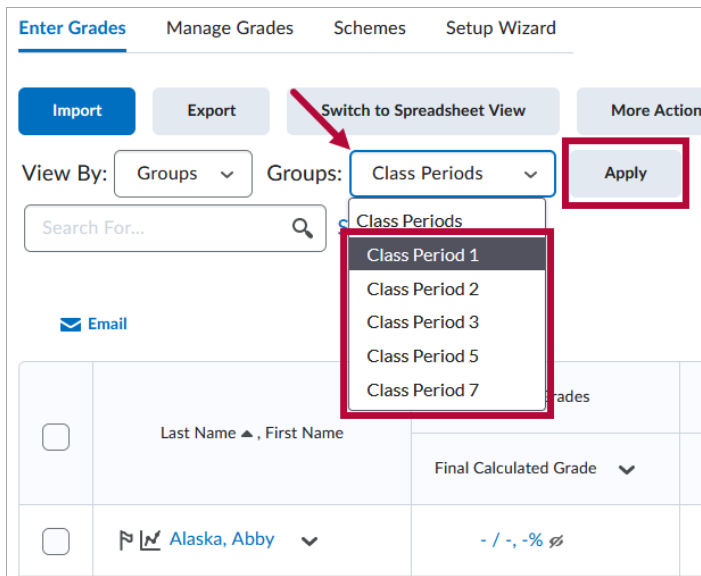 Enter Grades Manage Grades Schemes Setup Wizard
Import Export Switch to Spreadsheet View More Action
View By: Groups Groups: Class Periods Apply
Search For... S
Class Periods
Class Period 1
Class Period 2
Class Period 3
Class Period 5
Class Period 7
Email
rades
Last Name , First Name
Final Calculated Grade
Alaska, Abby - / -, -%